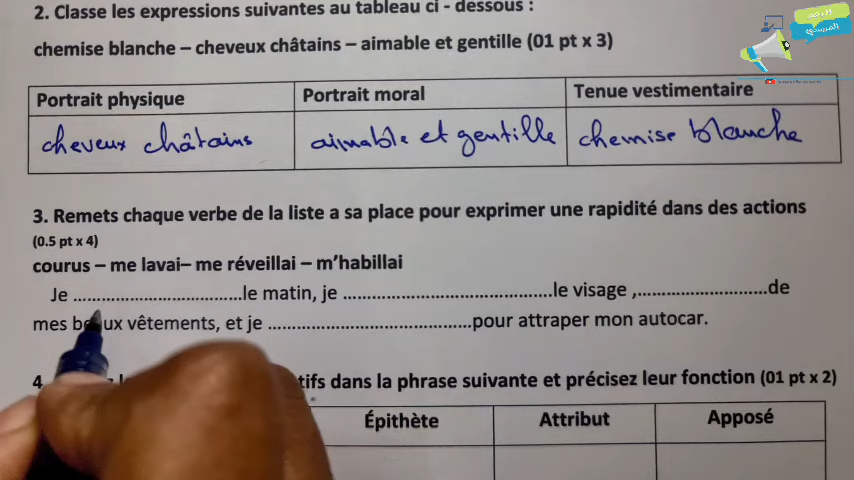 2. Classe les expressions suivantes au tableau ci - dessous :
chemise blanche – cheveux châtains – aimable et gentille (01 pt x 3)
Portrait physique Portrait moral Tenue vestimentaire
cheveux châtains aimable et gentille chemise blanche
3. Remets chaque verbe de la liste a sa place pour exprimer une rapidité dans des actions
(0.5 pt x 4)
courus – me lavai– me réveillai – m'habillai
Je ..................................le matin, je ..........................................le visage ,..........................de
mes beaux vêtements, et je .........................................pour attraper mon autocar.
4 tifs dans la phrase suivante et précisez leur fonction (01 pt x 2)
Épithète Attribut Apposé